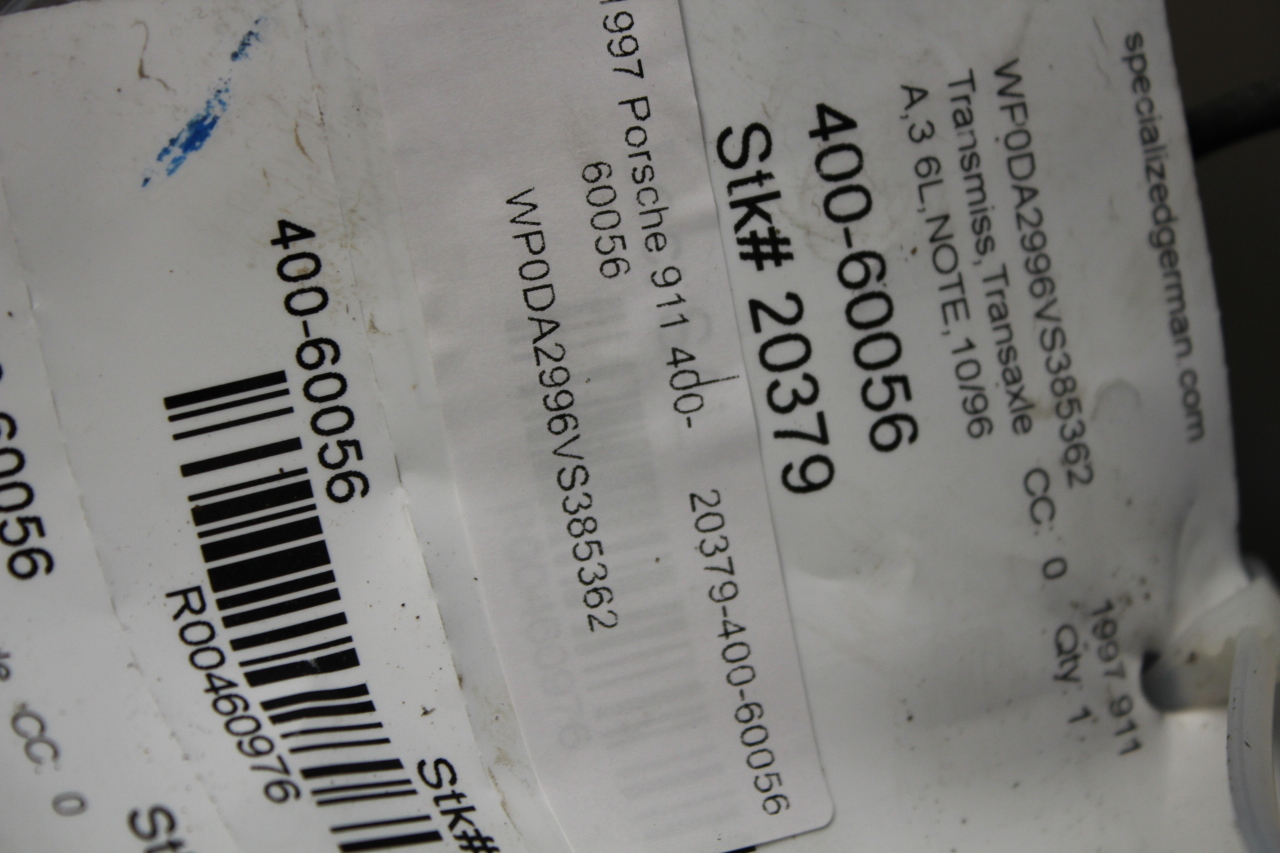 specializedgerman.com
1997 911
WP0DA2996VS385362
Qty: 1
Transmiss,Transaxle
CC: 0
A,3 6L,NOTE,10/96
400-60056
Stk# 20379
1997 Porsche 911 400-
60056
20379-400-60056
WP0DA2996VS385362
400-60056
R00460976
Stk#
60056
CC: 0